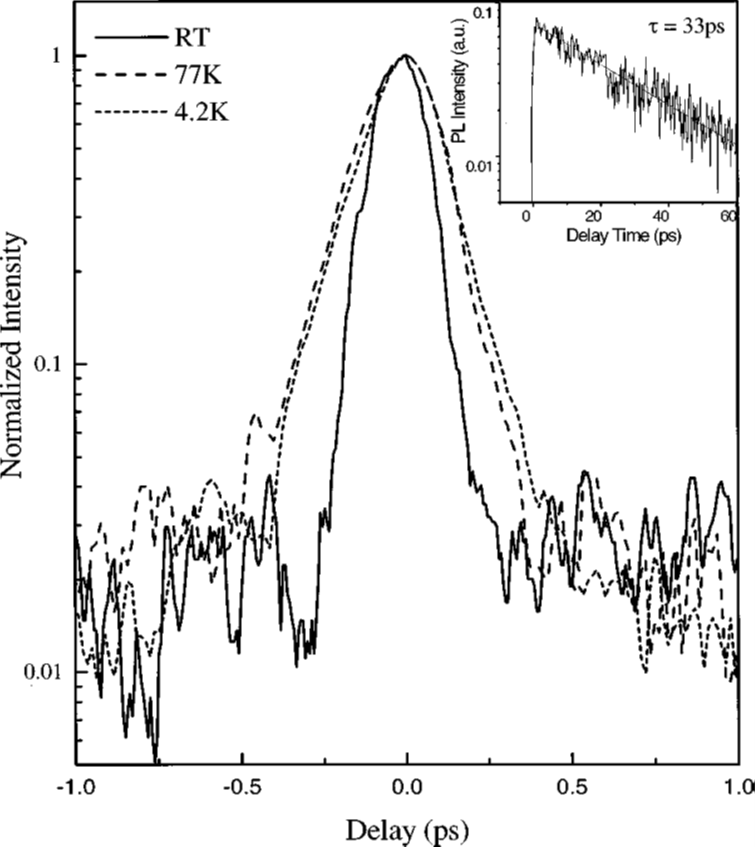 RT
77K
4.2K
τ = 33ps
PL Intensity (a.u.)
0.1
0.01
0
20
40
60
Delay Time (ps)
Normalized Intensity
1
0.1
0.01
-1.0
-0.5
0.0
0.5
1.0
Delay (ps)